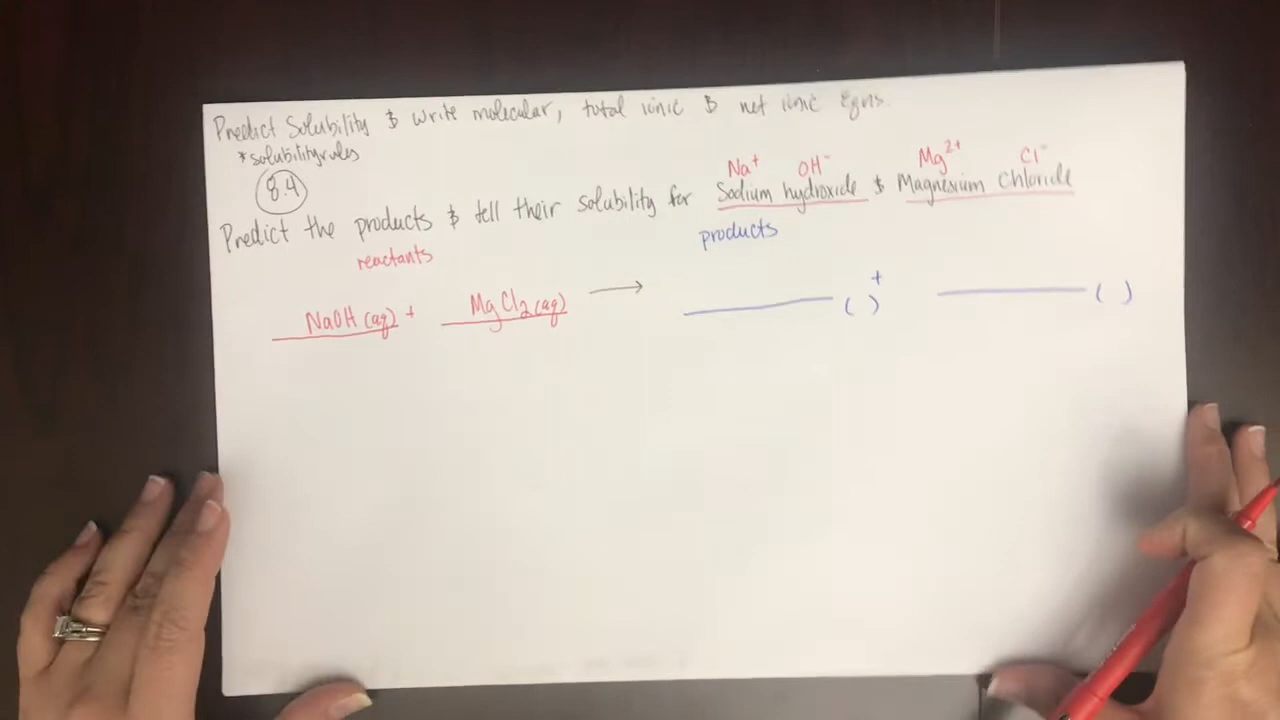 Predict Solubility & write molecular, total ionic & net ionic Eqns.
*solubility rules
8.4
Na⁺ OH⁻ Mg²⁺ Cl⁻
Predict the products & tell their solubility for Sodium hydroxide & Magnesium Chloride
reactants products
NaOH (aq) + MgCl₂ (aq) → ( ) + ( )